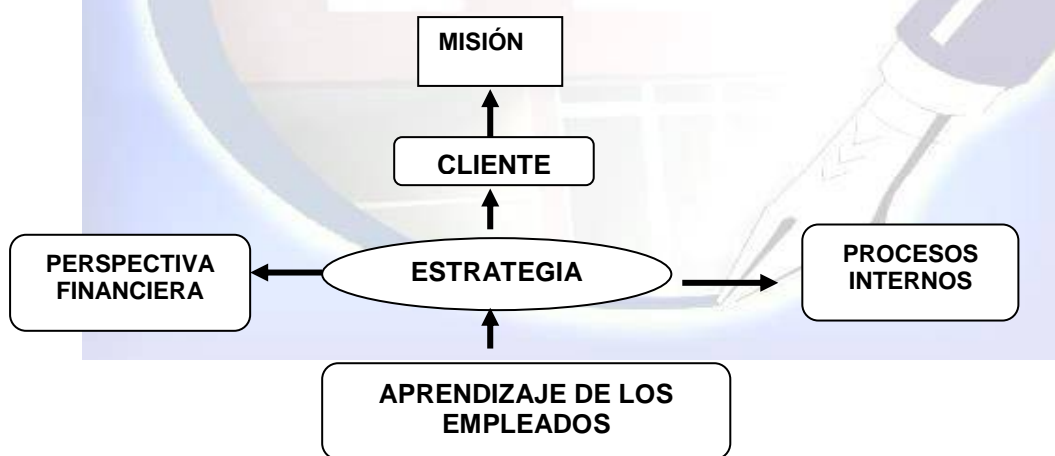 MISIÓN
CLIENTE
PERSPECTIVA
FINANCIERA
ESTRATEGIA
PROCESOS
INTERNOS
APRENDIZAJE DE LOS
EMPLEADOS